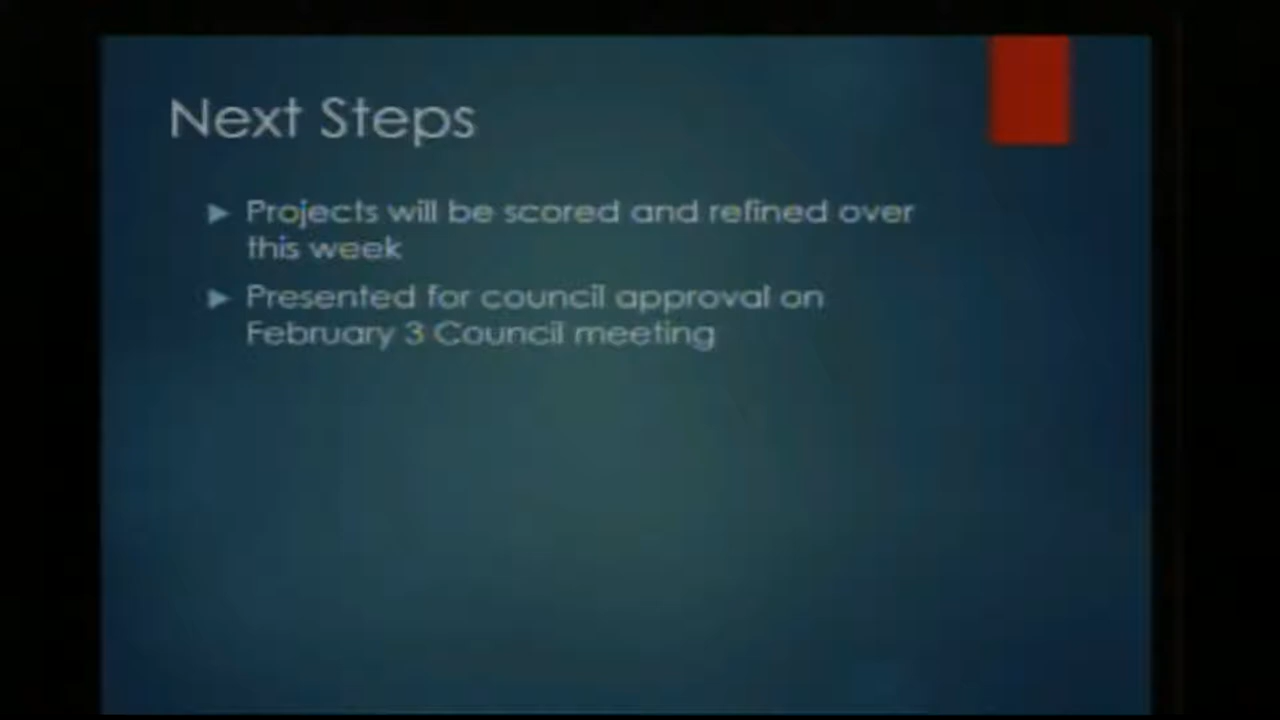 Next Steps
Projects will be scored and refined over
this week
Presented for council approval on
February 3 Council meeting